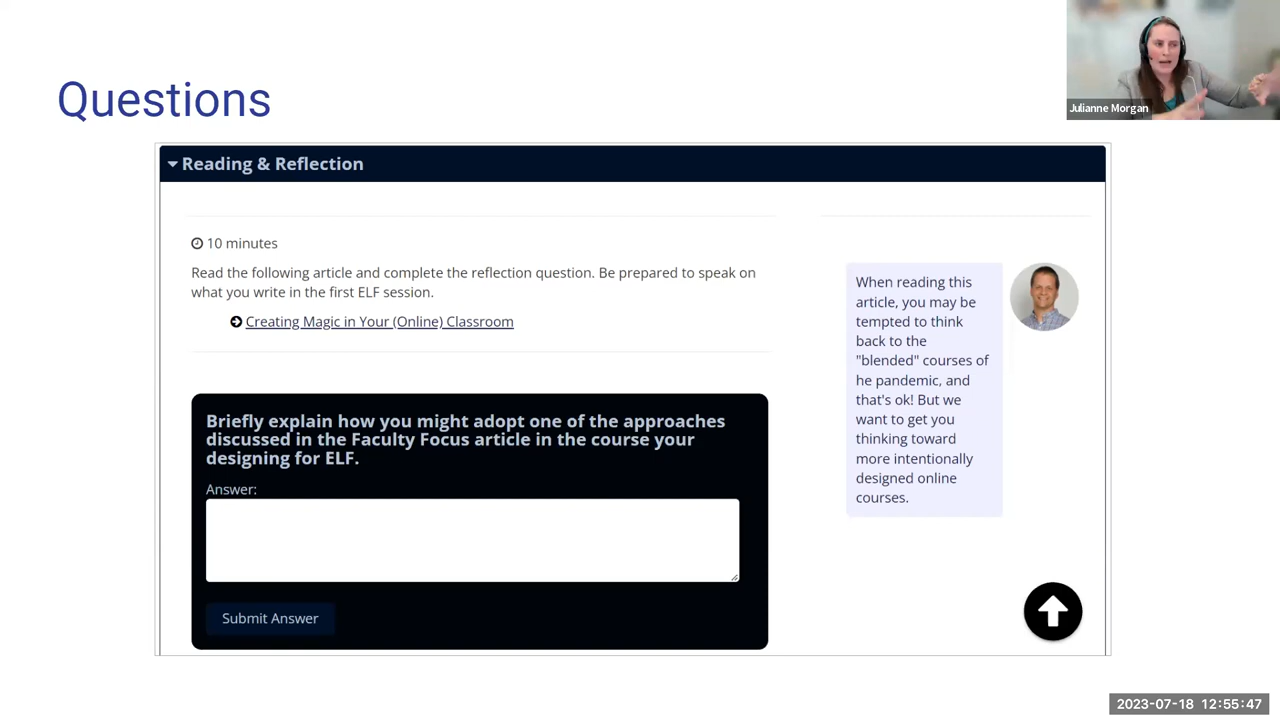 Questions
Julianne Morgan
Reading & Reflection
10 minutes
Read the following article and complete the reflection question. Be prepared to speak on
what you write in the first ELF session.
Creating Magic in Your (Online) Classroom
Briefly explain how you might adopt one of the approaches
discussed in the Faculty Focus article in the course your
designing for ELF.
Answer:
Submit Answer
When reading this
article, you may be
tempted to think
back to the
"blended" courses of
he pandemic, and
that's ok! But we
want to get you
thinking toward
more intentionally
designed online
courses.
2023-07-18 12:55:47